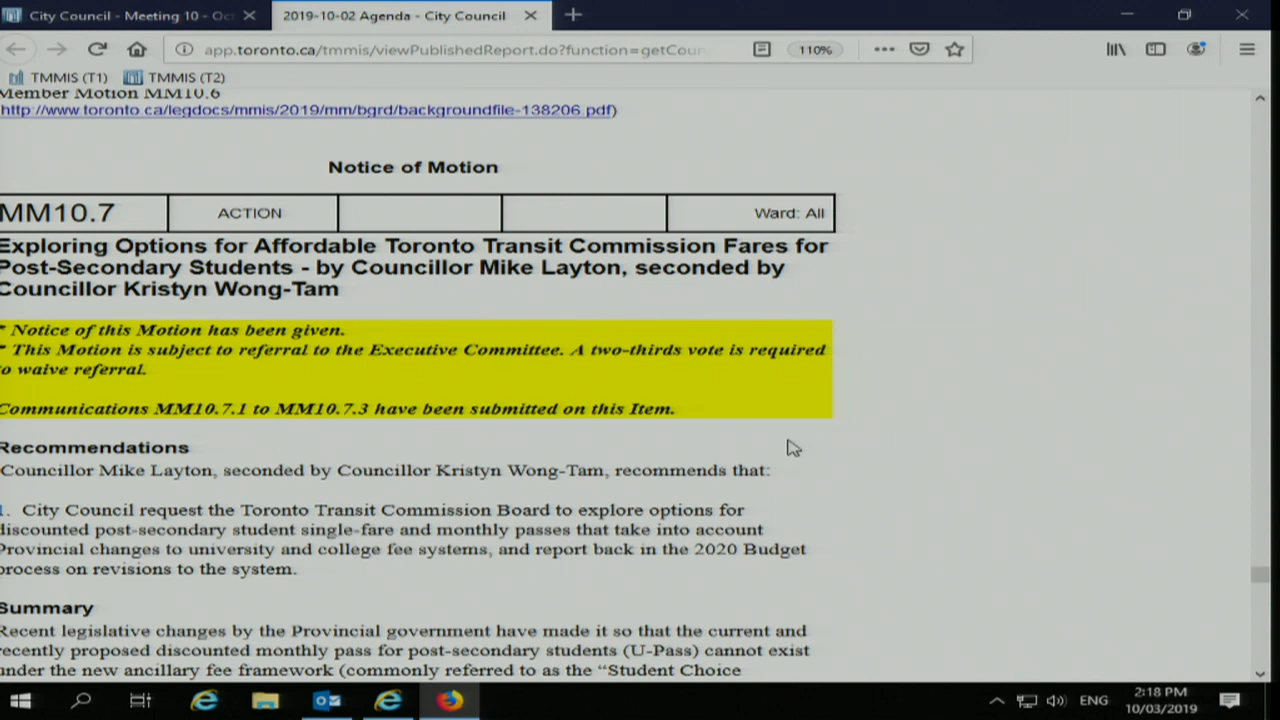 City Council - Meeting 10 - Oc
2019-10-02 Agenda - City Council
app.toronto.ca/tmmis/viewPublishedReport.do?function=getCoun
110%
TMMIS (T1)
TMMIS (T2)
Member Motion MM10.6
http://www.toronto.ca/legdocs/mmis/2019/mm/bgrd/backgroundfile-138206.pdf)
Notice of Motion
MM10.7 ACTION Ward: All
Exploring Options for Affordable Toronto Transit Commission Fares for
Post-Secondary Students - by Councillor Mike Layton, seconded by
Councillor Kristyn Wong-Tam
* Notice of this Motion has been given.
* This Motion is subject to referral to the Executive Committee. A two-thirds vote is required
to waive referral.
Communications MM10.7.1 to MM10.7.3 have been submitted on this Item.
Recommendations
Councillor Mike Layton, seconded by Councillor Kristyn Wong-Tam, recommends that:
1. City Council request the Toronto Transit Commission Board to explore options for
discounted post-secondary student single-fare and monthly passes that take into account
Provincial changes to university and college fee systems, and report back in the 2020 Budget
process on revisions to the system.
Summary
Recent legislative changes by the Provincial government have made it so that the current and
recently proposed discounted monthly pass for post-secondary students (U-Pass) cannot exist
under the new ancillary fee framework (commonly referred to as the “Student Choice
ENG
2:18 PM
10/03/2019